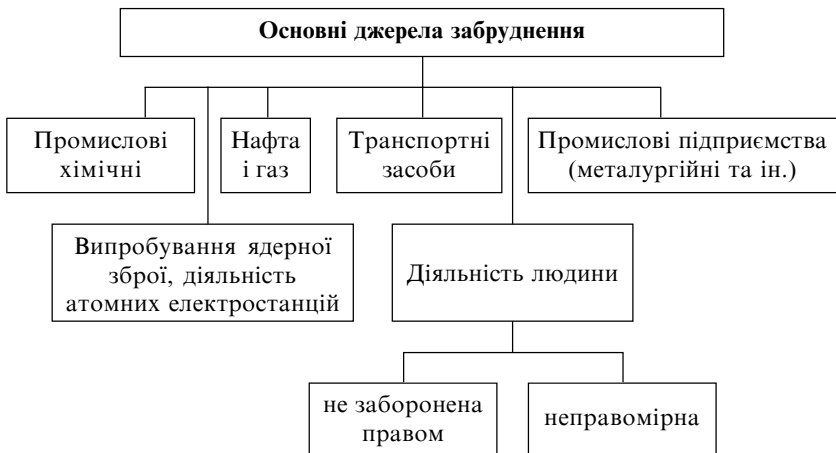 Основні джерела забруднення
Промислові
хімічні
Нафта
і газ
Транспортні
засоби
Промислові підприємства
(металургійні та ін.)
Випробування ядерної
зброї, діяльність
атомних електростанцій
Діяльність людини
не заборонена
правом
неправомірна